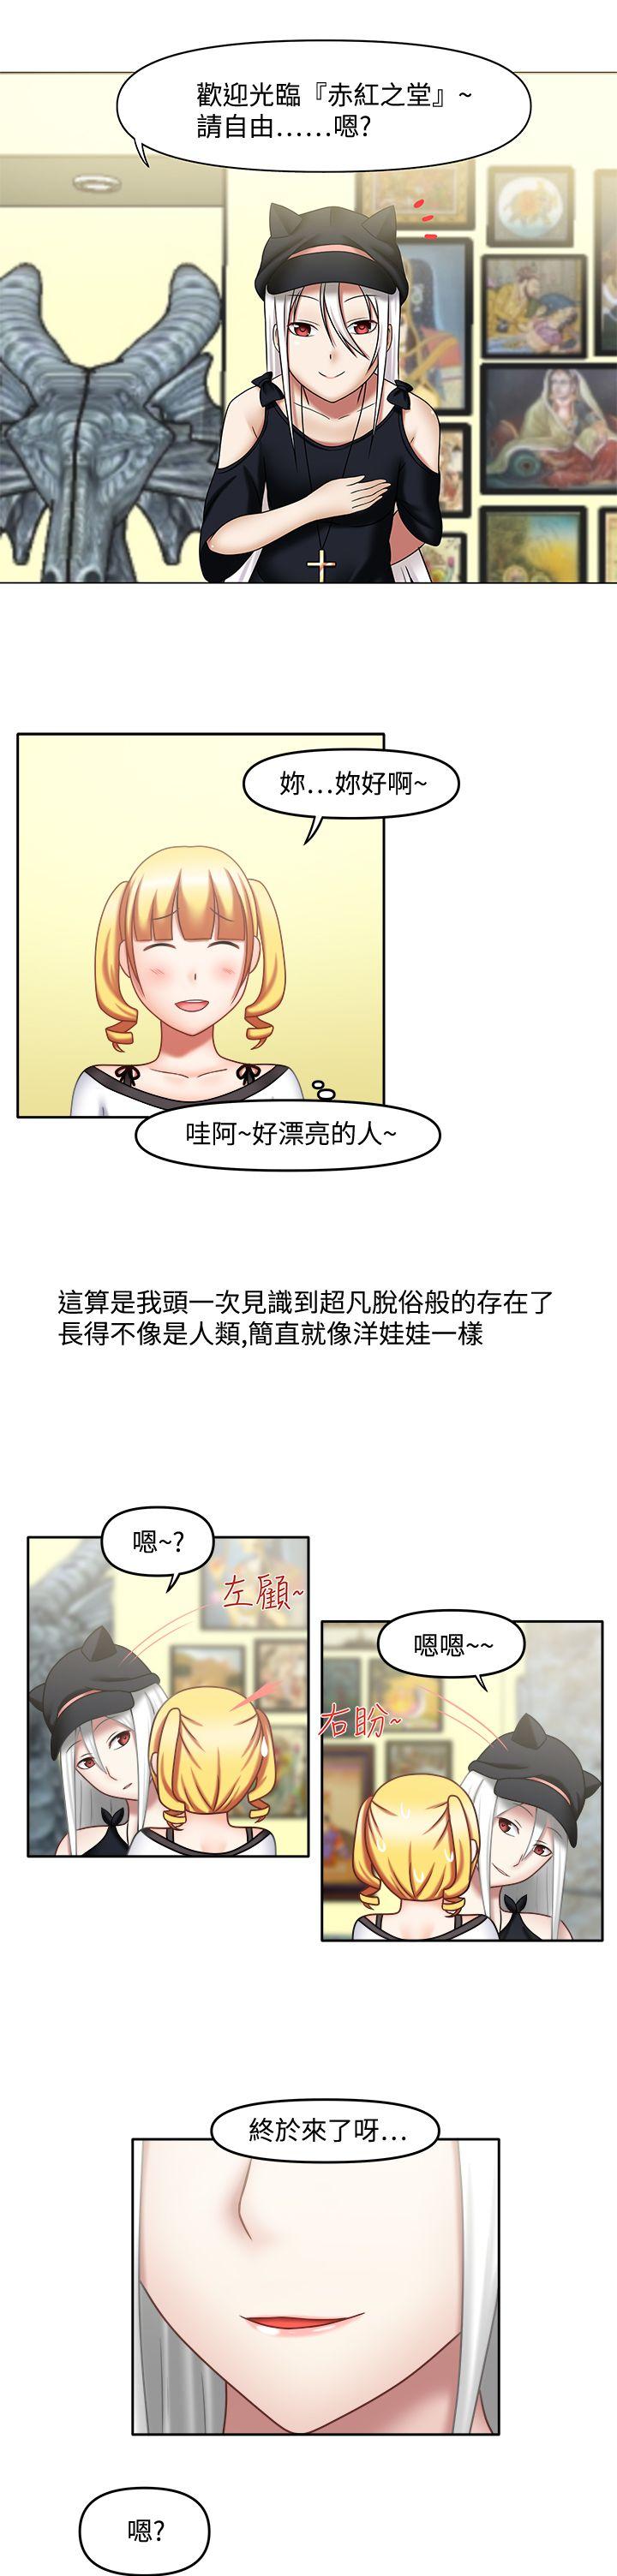 歡迎光臨『赤紅之堂』~
請自由......嗯?
妳...妳好啊~
哇阿~好漂亮的人~
這算是我頭一次見識到超凡脫俗般的存在了
長得不像是人類,簡直就像洋娃娃一樣
嗯~?
左顧~
嗯嗯~~
右盼~
終於來了呀...
嗯?